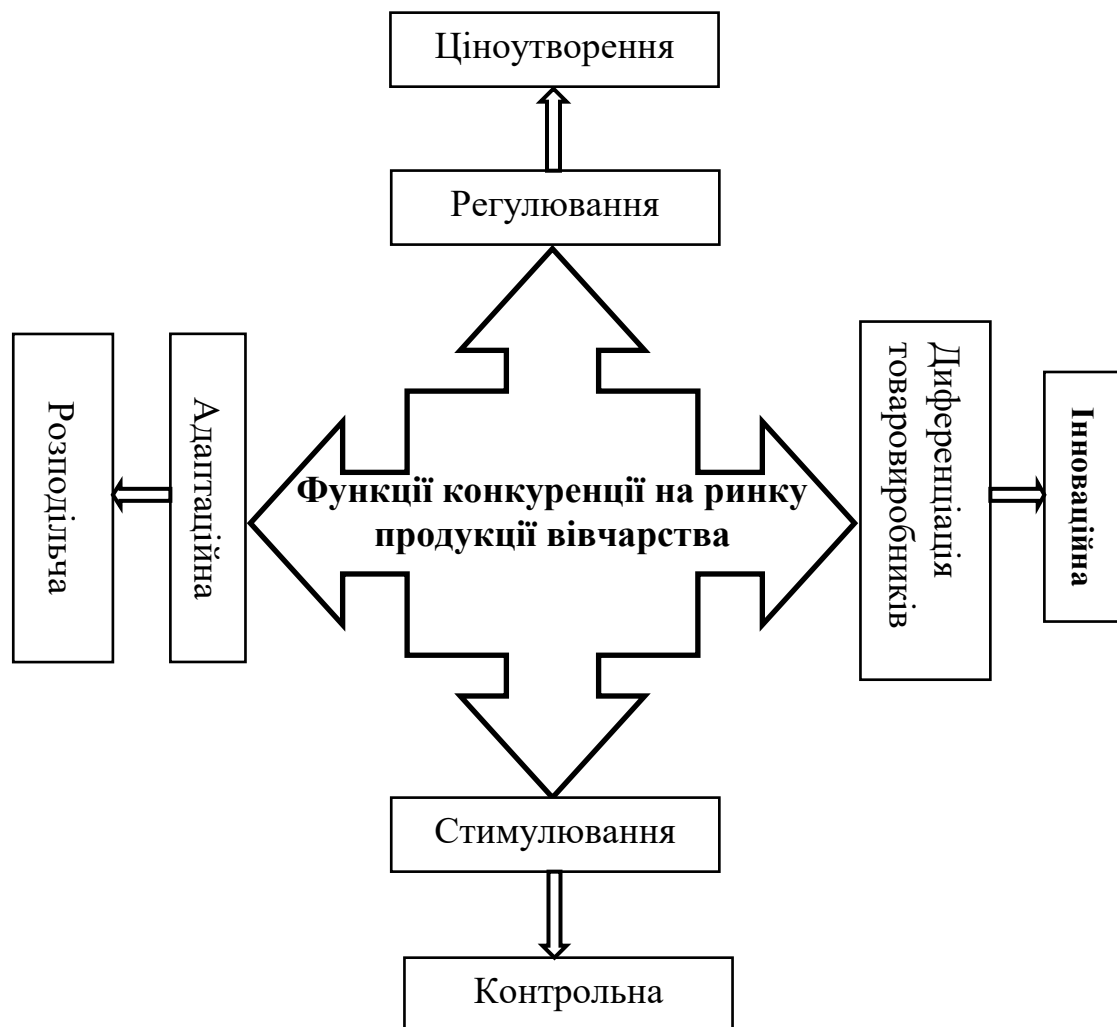 Ціноутворення
Регулювання
Розподільча
Адаптаційна
Функції конкуренції на ринку
продукції вівчарства
Диференціація
товаровиробників
Інноваційна
Стимулювання
Контрольна